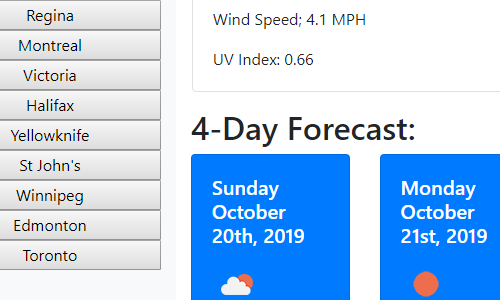 Regina
Montreal
Victoria
Halifax
Yellowknife
St John's
Winnipeg
Edmonton
Toronto
Wind Speed; 4.1 MPH
UV Index: 0.66
4-Day Forecast:
Sunday
October
20th, 2019
Monday
October
21st, 2019